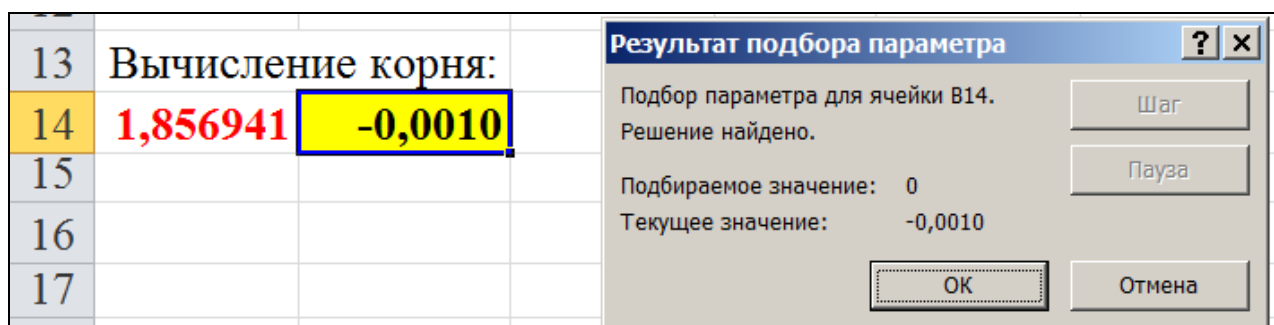 13 Вычисление корня:
14 1,856941 -0,0010
15
16
17
Результат подбора параметра
Подбор параметра для ячейки B14.
Решение найдено.
Подбираемое значение: 0
Текущее значение: -0,0010
Шаг
Пауза
ОК Отмена